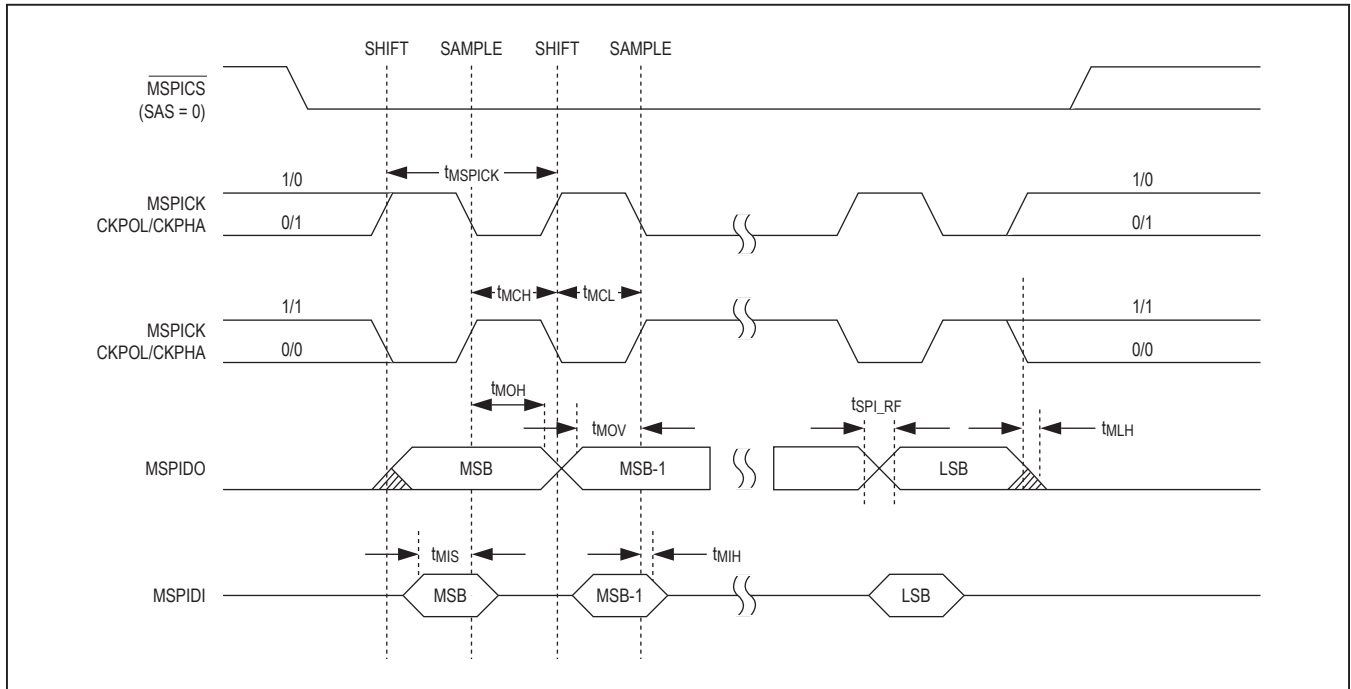 SHIFT SAMPLE SHIFT SAMPLE
MSPICS
(SAS = 0)
tMSPICK
1/0 1/0
MSPICK
CKPOL/CKPHA
0/1 0/1
tMCH tMCL
1/1 1/1
MSPICK
CKPOL/CKPHA
0/0 0/0
tMOH tSPI_RF
tMOV tMLH
MSPIDO MSB MSB-1 LSB
tMIS tMIH
MSPIDI MSB MSB-1 LSB